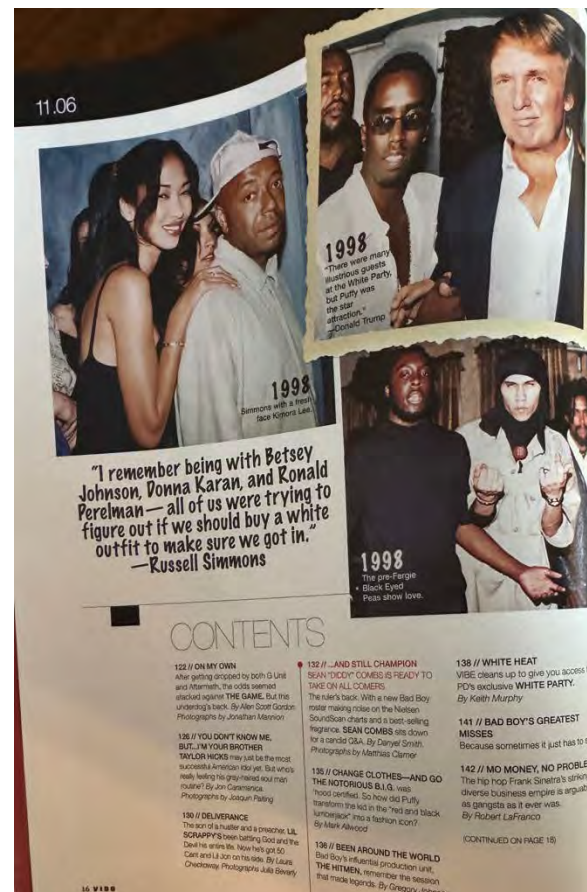 11.06
1998
"There were many
illustrious guests
at the White Party,
but Puffy was
the star
attraction."
—Donald Trump
1998
Simmons with a fresh
face Kimora Lee.
"I remember being with Betsey
Johnson, Donna Karan, and Ronald
Perelman—all of us were trying to
figure out if we should buy a white
outfit to make sure we got in."
—Russell Simmons
1998
The pre-Fergie
Black Eyed
Peas show love.
CONTENTS
122 // ON MY OWN
After getting dropped by both G Unit
and Aftermath, the odds seemed
stacked against THE GAME. But this
underdog's back. By Allen Scott Gordon
Photographs by Jonathan Mannion
126 // YOU DON'T KNOW ME,
BUT...I'M YOUR BROTHER
TAYLOR HICKS may just be the most
successful American Idol yet. But who's
really feeling his gray-haired soul man
routine? By Jon Caramanica.
Photographs by Joaquin Palting
130 // DELIVERANCE
The son of a hustler and a preacher, LIL
SCRAPPY'S been battling God and the
Devil his entire life. Now he's got 50
Cent and Lil Jon on his side. By Laura
Checkoway. Photographs Julia Beverly
132 // ...AND STILL CHAMPION
SEAN "DIDDY" COMBS IS READY TO
TAKE ON ALL COMERS
The ruler's back. With a new Bad Boy
roster making noise on the Nielsen
SoundScan charts and a best-selling
fragrance, SEAN COMBS sits down
for a candid Q&A. By Danyel Smith.
Photographs by Matthias Clamer
135 // CHANGE CLOTHES—AND GO
THE NOTORIOUS B.I.G. was
'hood certified. So how did Puffy
transform the kid in the "red and black
lumberjack" into a fashion icon?
By Mark Allwood
136 // BEEN AROUND THE WORLD
Bad Boy's influential production unit,
THE HITMEN, remember the session
that made legends. By Gregory
138 // WHITE HEAT
VIBE cleans up to give you access
PD's exclusive WHITE PARTY.
By Keith Murphy
141 // BAD BOY'S GREATEST
MISSES
Because sometimes it just has to
142 // MO MONEY, NO PROBLE
The hip hop Frank Sinatra's striking
diverse business empire is arguab
as gangsta as it ever was.
By Robert LaFranco
(CONTINUED ON PAGE 18)
16 VIBE